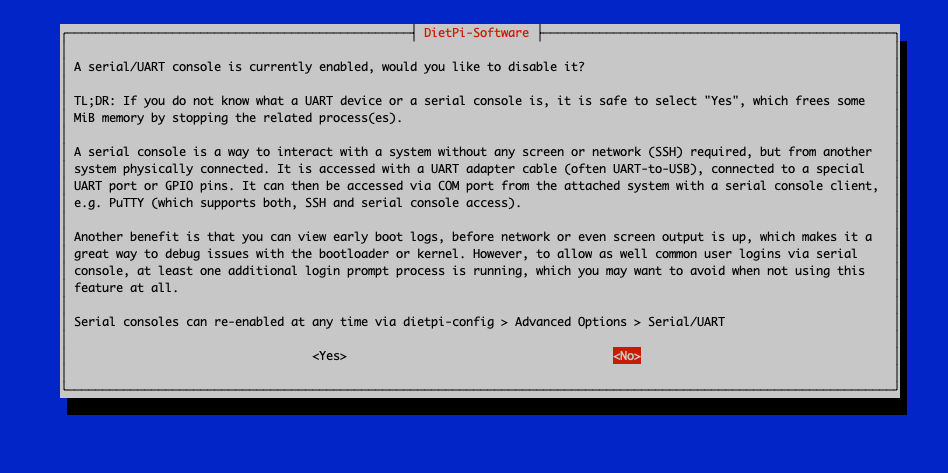 DietPi-Software
A serial/UART console is currently enabled, would you like to disable it?
TL;DR: If you do not know what a UART device or a serial console is, it is safe to select "Yes", which frees some
MiB memory by stopping the related process(es).
A serial console is a way to interact with a system without any screen or network (SSH) required, but from another
system physically connected. It is accessed with a UART adapter cable (often UART-to-USB), connected to a special
UART port or GPIO pins. It can then be accessed via COM port from the attached system with a serial console client,
e.g. PuTTY (which supports both, SSH and serial console access).
Another benefit is that you can view early boot logs, before network or even screen output is up, which makes it a
great way to debug issues with the bootloader or kernel. However, to allow as well common user logins via serial
console, at least one additional login prompt process is running, which you may want to avoid when not using this
feature at all.
Serial consoles can re-enabled at any time via dietpi-config > Advanced Options > Serial/UART
<Yes> <No>